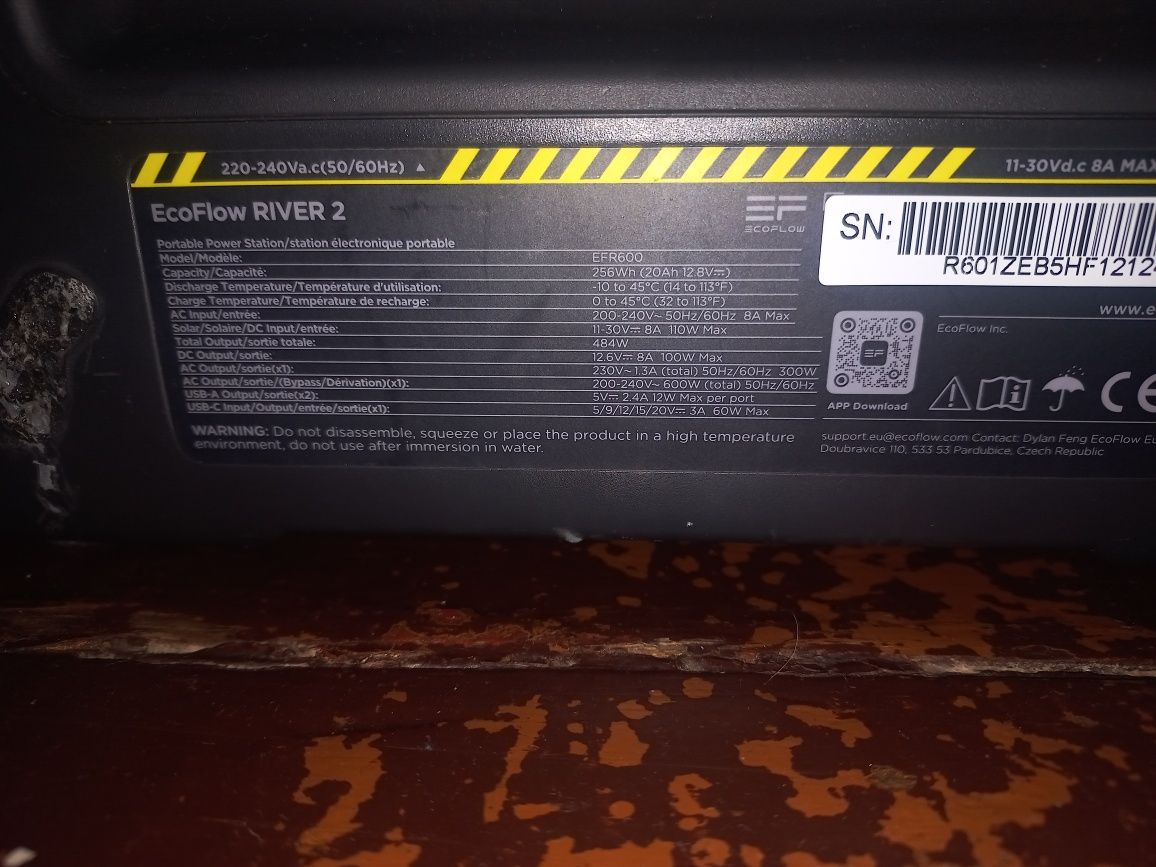 220-240Va.c(50/60Hz) ▲
11-30Vd.c 8A MAX
EcoFlow RIVER 2
EF
ECOFLOW
Portable Power Station/station électronique portable
Model/Modèle: EFR600
Capacity/Capacité: 256Wh (20Ah 12.8V⎓)
Discharge Temperature/Température d'utilisation: -10 to 45°C (14 to 113°F)
Charge Temperature/Température de recharge: 0 to 45°C (32 to 113°F)
AC Input/entrée: 200-240V~ 50Hz/60Hz 8A Max
Solar/Solaire/DC Input/entrée: 11-30V⎓ 8A 110W Max
Total Output/sortie totale: 484W
DC Output/sortie: 12.6V⎓ 8A 100W Max
AC Output/sortie(x1): 230V~ 1.3A (total) 50Hz/60Hz 300W
AC Output/sortie/(Bypass/Dérivation)(x1): 200-240V~ 600W (total) 50Hz/60Hz
USB-A Output/sortie(x2): 5V⎓ 2.4A 12W Max per port
USB-C Input/Output/entrée/sortie(x1): 5/9/12/15/20V⎓ 3A 60W Max
WARNING: Do not disassemble, squeeze or place the product in a high temperature
environment, do not use after immersion in water.
SN:
R601ZEB5HF1212
www.e
EcoFlow Inc.
EF
APP Download
CE
support.eu@ecoflow.com Contact: Dylan Feng EcoFlow Eu
Doubravice 110, 533 53 Pardubice, Czech Republic